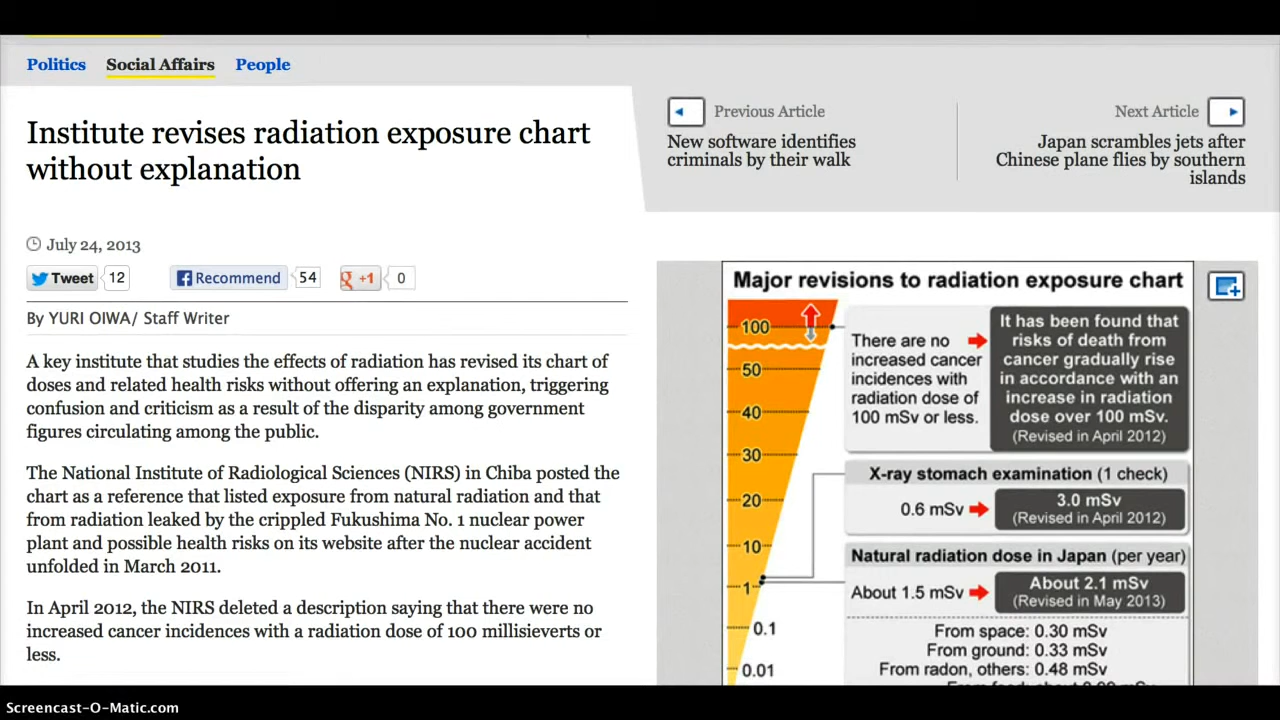 Politics Social Affairs People
Institute revises radiation exposure chart
without explanation
Previous Article
New software identifies
criminals by their walk
Next Article
Japan scrambles jets after
Chinese plane flies by southern
islands
July 24, 2013
Tweet 12 Recommend 54 +1 0
By YURI OIWA/ Staff Writer
A key institute that studies the effects of radiation has revised its chart of
doses and related health risks without offering an explanation, triggering
confusion and criticism as a result of the disparity among government
figures circulating among the public.
The National Institute of Radiological Sciences (NIRS) in Chiba posted the
chart as a reference that listed exposure from natural radiation and that
from radiation leaked by the crippled Fukushima No. 1 nuclear power
plant and possible health risks on its website after the nuclear accident
unfolded in March 2011.
In April 2012, the NIRS deleted a description saying that there were no
increased cancer incidences with a radiation dose of 100 millisieverts or
less.
Major revisions to radiation exposure chart
100
50
40
30
20
10
1
0.1
0.01
There are no
increased cancer
incidences with
radiation dose of
100 mSv or less.
It has been found that
risks of death from
cancer gradually rise
in accordance with an
increase in radiation
dose over 100 mSv.
(Revised in April 2012)
X-ray stomach examination (1 check)
0.6 mSv
3.0 mSv
(Revised in April 2012)
Natural radiation dose in Japan (per year)
About 1.5 mSv
About 2.1 mSv
(Revised in May 2013)
From space: 0.30 mSv
From ground: 0.33 mSv
From radon, others: 0.48 mSv
Screencast-O-Matic.com